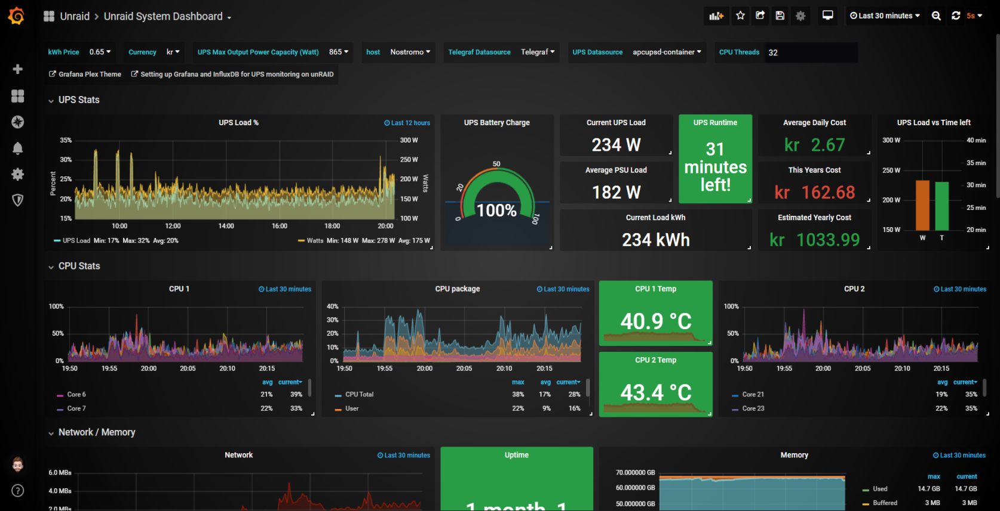 Unraid > Unraid System Dashboard
Last 30 minutes
5s
kWh Price 0.65
Currency kr
UPS Max Output Power Capacity (Watt) 865
host Nostromo
Telegraf Datasource Telegraf
UPS Datasource apcupsd-container
CPU Threads 32
Grafana Plex Theme
Setting up Grafana and InfluxDB for UPS monitoring on unRAID
UPS Stats
UPS Load %
Last 12 hours
35%
30%
25%
20%
15%
Percent
300 W
250 W
200 W
150 W
100 W
Watts
10:00 12:00 14:00 16:00 18:00 20:00
UPS Load Min: 17% Max: 32% Avg: 20%
Watts Min: 148 W Max: 278 W Avg: 175 W
UPS Battery Charge
0
20
50
100
100%
Current UPS Load
234 W
Average PSU Load
182 W
Current Load kWh
234 kWh
UPS Runtime
31
minutes
left!
Average Daily Cost
kr 2.67
This Years Cost
kr 162.68
Estimated Yearly Cost
kr 1033.99
UPS Load vs Time left
300 W
250 W
200 W
150 W
40 min
35 min
30 min
25 min
20 min
W T
CPU Stats
CPU 1
Last 30 minutes
100%
50%
0%
19:50 19:55 20:00 20:05 20:10 20:15
avg current
Core 6 21% 39%
Core 7 22% 33%
CPU package
Last 30 minutes
40%
30%
20%
10%
0%
19:50 19:55 20:00 20:05 20:10 20:15
max avg current
CPU Total 38% 17% 28%
User 22% 9% 16%
CPU 1 Temp
40.9 °C
CPU 2 Temp
43.4 °C
CPU 2
Last 30 minutes
100%
50%
0%
19:50 19:55 20:00 20:05 20:10 20:15
avg current
Core 21 19% 35%
Core 23 22% 35%
Network / Memory
Network
Last 30 minutes
6.0 MBs
4.0 MBs
2.0 MBs
Uptime
1 month, 1
Memory
Last 30 minutes
70.000000 GB
60.000000 GB
50.000000 GB
max current
Used 14.7 GB 14.7 GB
Buffered 3 MB 3 MB